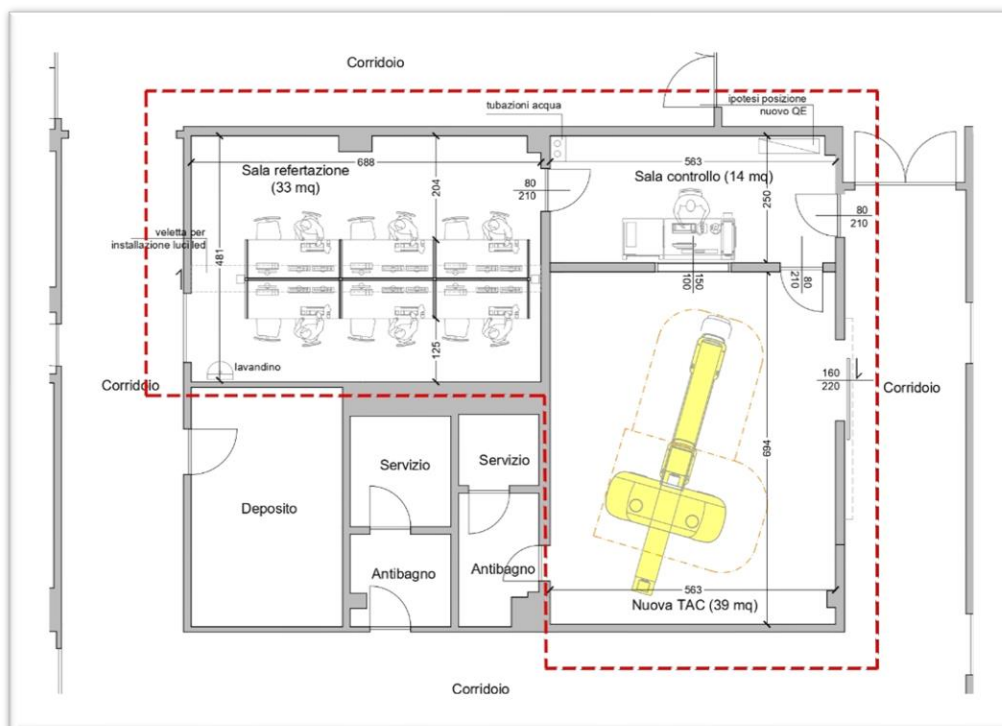 Corridoio
tubazioni acqua
ipotesi posizione
nuovo QE
688
563
Sala refertazione
(33 mq)
204
80
210
Sala controllo (14 mq)
250
80
210
veletta per
installazione luci led
481
150
100
80
210
125
lavandino
Corridoio
160
220
Corridoio
694
Servizio
Servizio
Deposito
Antibagno
Antibagno
563
Nuova TAC (39 mq)
Corridoio